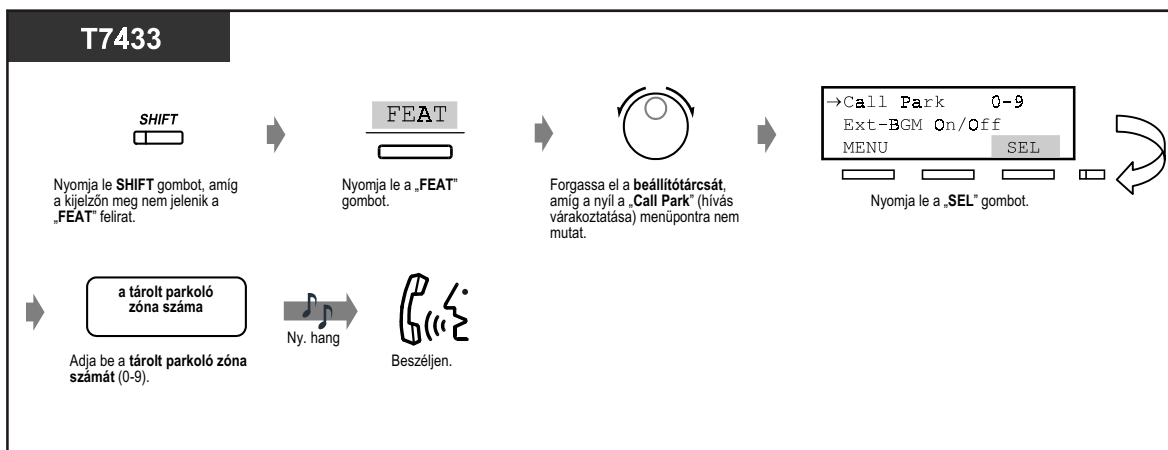 T7433
SHIFT
Nyomja le SHIFT gombot, amíg
a kijelzőn meg nem jelenik a
„FEAT” felirat.
FEAT
Nyomja le a „FEAT”
gombot.
Forgassa el a beállítótárcsát,
amíg a nyíl a „Call Park” (hívás
várakoztatása) menüpontra nem
mutat.
→Call Park 0-9
Ext-BGM On/Off
MENU SEL
Nyomja le a „SEL” gombot.
a tárolt parkoló
zóna száma
Adja be a tárolt parkoló zóna
számát (0-9).
Ny. hang
Beszéljen.